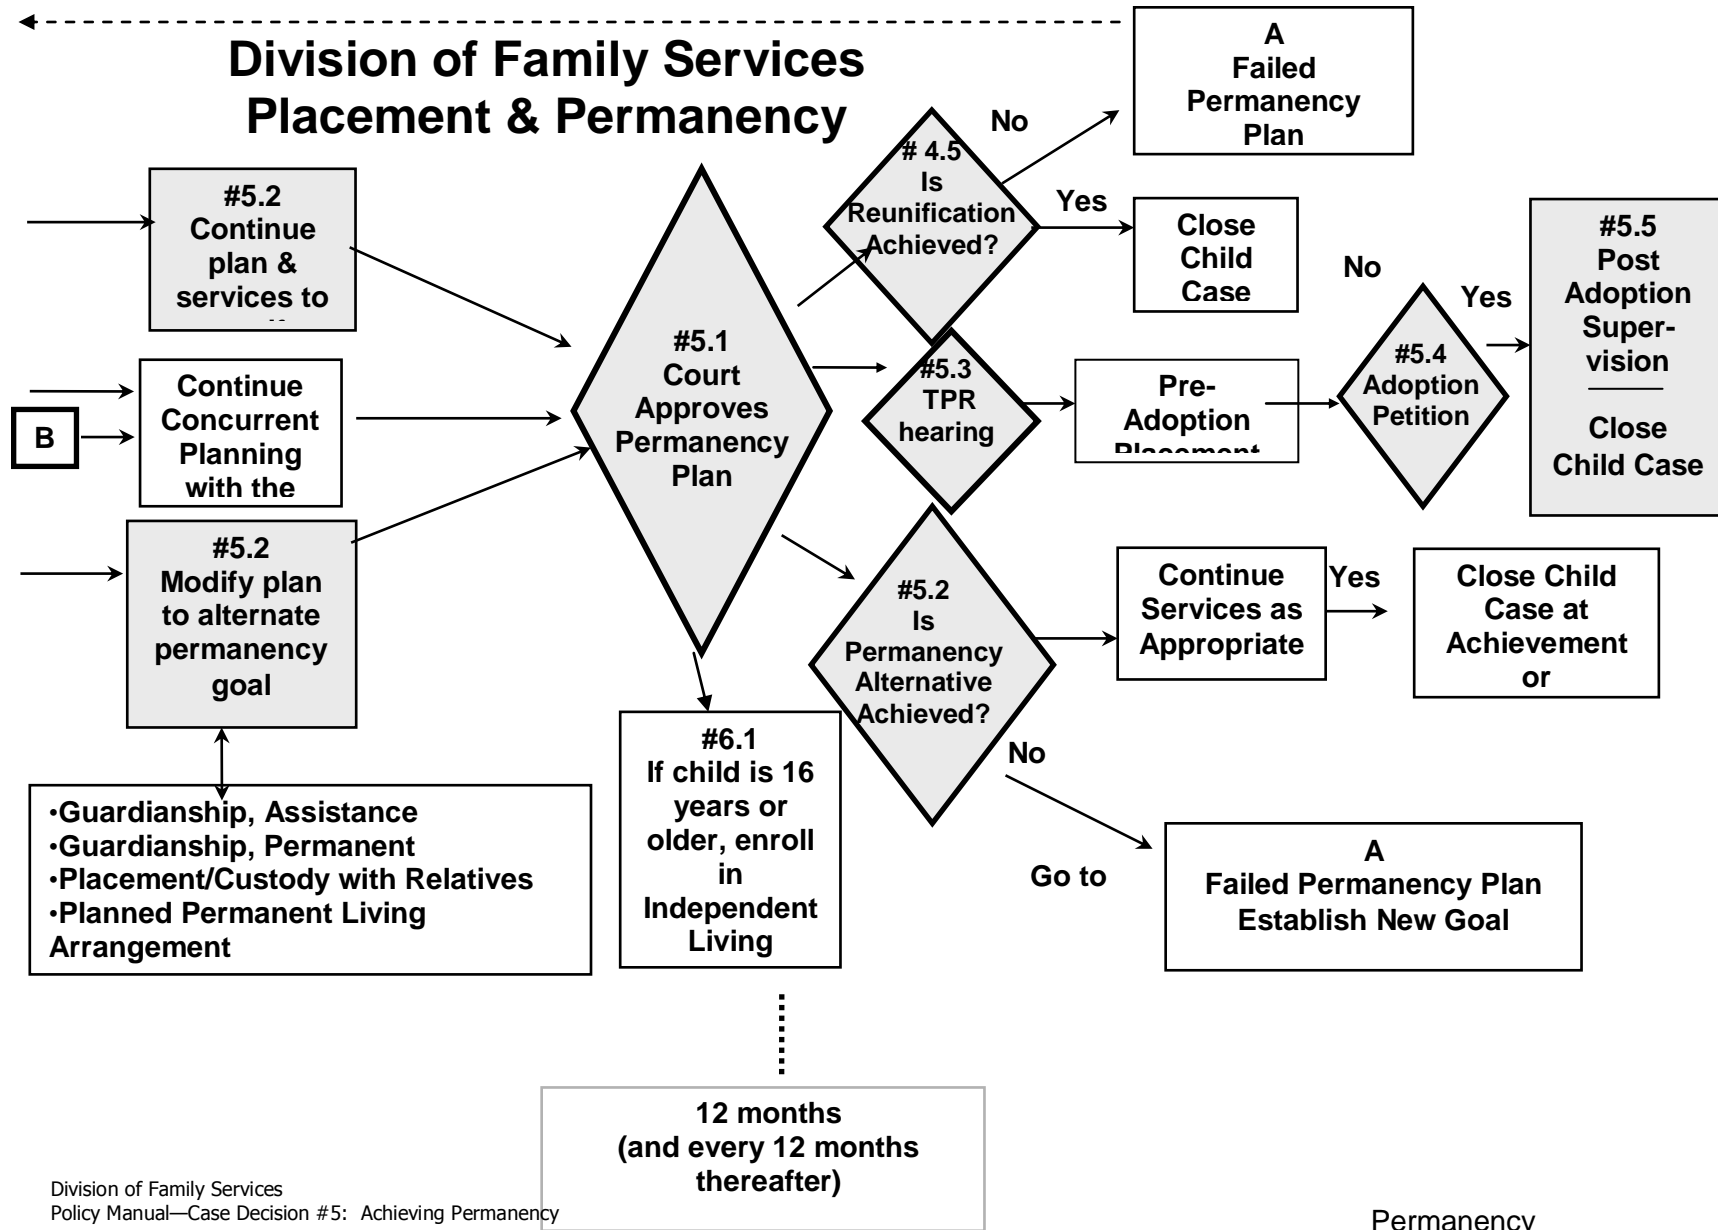 Division of Family Services
Placement & Permanency
A
Failed
Permanency
Plan
No
# 4.5
Is
Reunification
Achieved?
Yes
Close
Child
Case
#5.2
Continue
plan &
services to
#5.1
Court
Approves
Permanency
Plan
#5.5
Post
Adoption
Super-
vision
Close
Child Case
No
Yes
#5.4
Adoption
Petition
#5.3
TPR
hearing
Pre-
Adoption
Placement
B
Continue
Concurrent
Planning
with the
#5.2
Modify plan
to alternate
permanency
goal
#5.2
Is
Permanency
Alternative
Achieved?
Continue
Services as
Appropriate
Yes
Close Child
Case at
Achievement
or
•Guardianship, Assistance
•Guardianship, Permanent
•Placement/Custody with Relatives
•Planned Permanent Living
Arrangement
#6.1
If child is 16
years or
older, enroll
in
Independent
Living
No
Go to
A
Failed Permanency Plan
Establish New Goal
12 months
(and every 12 months
thereafter)
Division of Family Services
Policy Manual—Case Decision #5: Achieving Permanency
Permanency